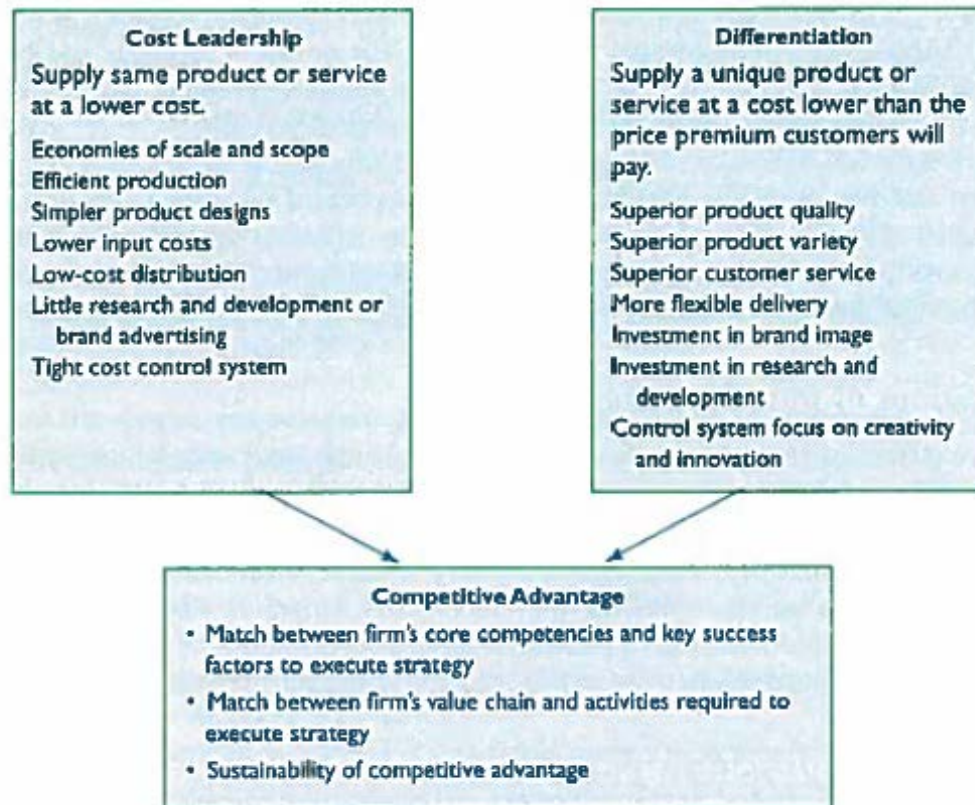 Cost Leadership
Supply same product or service
at a lower cost.
Economies of scale and scope
Efficient production
Simpler product designs
Lower input costs
Low-cost distribution
Little research and development or
brand advertising
Tight cost control system
Differentiation
Supply a unique product or
service at a cost lower than the
price premium customers will
pay.
Superior product quality
Superior product variety
Superior customer service
More flexible delivery
Investment in brand image
Investment in research and
development
Control system focus on creativity
and innovation
Competitive Advantage
• Match between firm's core competencies and key success
factors to execute strategy
• Match between firm's value chain and activities required to
execute strategy
• Sustainability of competitive advantage